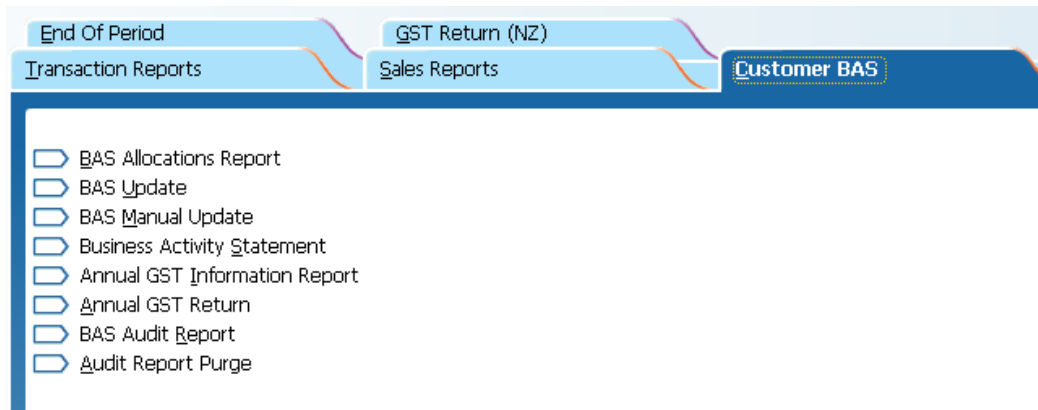 End Of Period
GST Return (NZ)
Transaction Reports
Sales Reports
Customer BAS
BAS Allocations Report
BAS Update
BAS Manual Update
Business Activity Statement
Annual GST Information Report
Annual GST Return
BAS Audit Report
Audit Report Purge